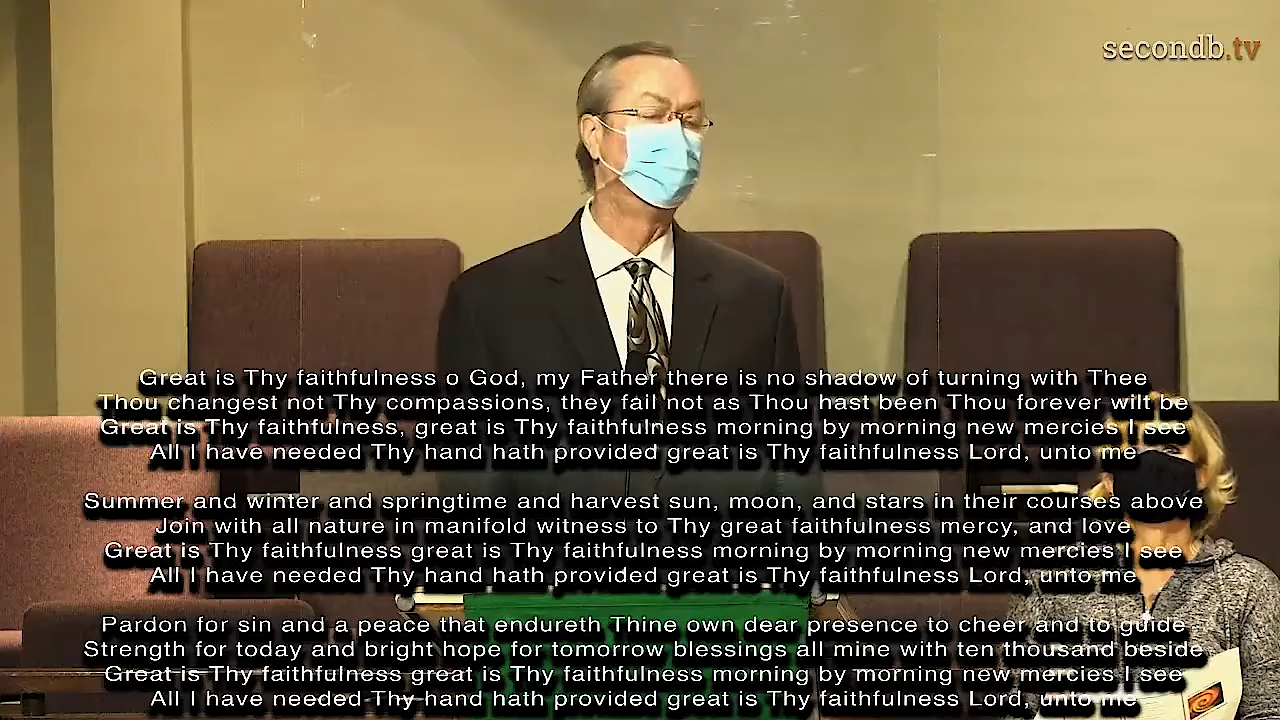 secondb.tv
Great is Thy faithfulness o God, my Father there is no shadow of turning with Thee
Thou changest not Thy compassions, they fail not as Thou hast been Thou forever wilt be
Great is Thy faithfulness, great is Thy faithfulness morning by morning new mercies I see
All I have needed Thy hand hath provided great is Thy faithfulness Lord, unto me
Summer and winter and springtime and harvest sun, moon, and stars in their courses above
Join with all nature in manifold witness to Thy great faithfulness mercy, and love
Great is Thy faithfulness great is Thy faithfulness morning by morning new mercies I see
All I have needed Thy hand hath provided great is Thy faithfulness Lord, unto me
Pardon for sin and a peace that endureth Thine own dear presence to cheer and to guide
Strength for today and bright hope for tomorrow blessings all mine with ten thousand beside
Great is Thy faithfulness great is Thy faithfulness morning by morning new mercies I see
All I have needed Thy hand hath provided great is Thy faithfulness Lord, unto me